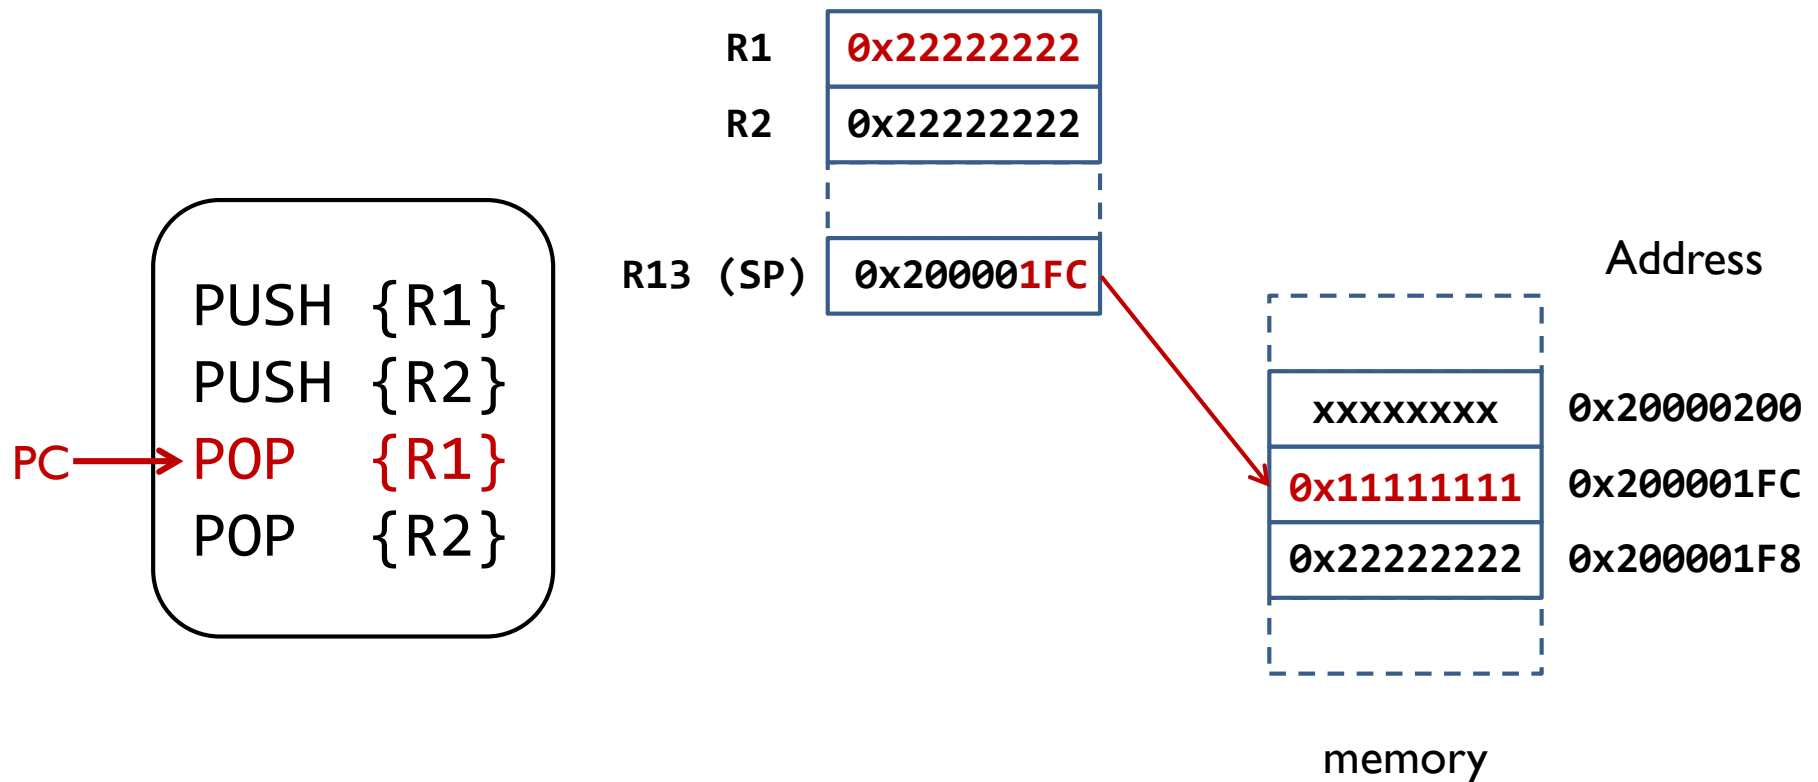 R1 0x22222222
R2 0x22222222
R13 (SP) 0x200001FC
PUSH {R1}
PUSH {R2}
PC POP {R1}
POP {R2}
Address
xxxxxxxx 0x20000200
0x11111111 0x200001FC
0x22222222 0x200001F8
memory